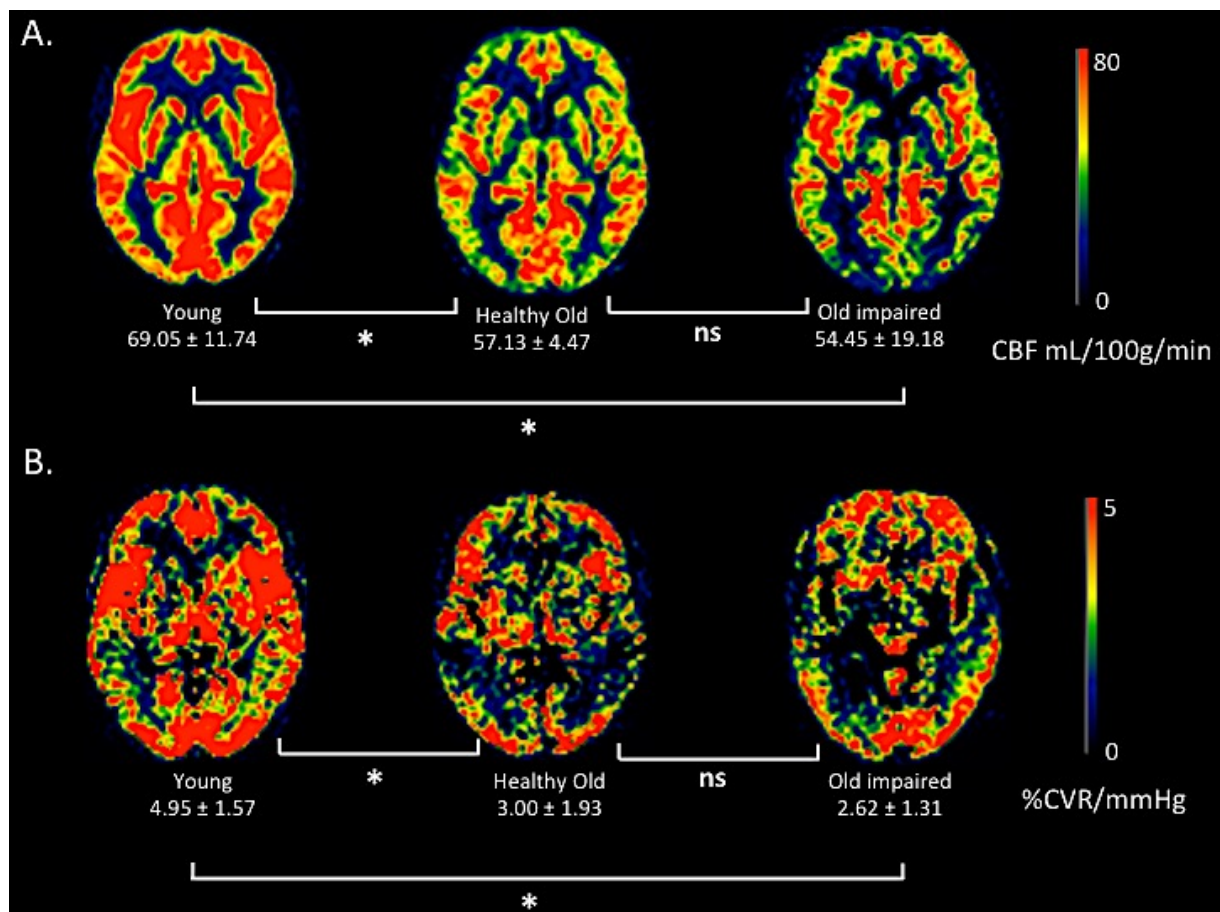 A.
80
0
CBF mL/100g/min
Young
69.05 ± 11.74
*
Healthy Old
57.13 ± 4.47
ns
Old impaired
54.45 ± 19.18
*
B.
5
0
%CVR/mmHg
Young
4.95 ± 1.57
*
Healthy Old
3.00 ± 1.93
ns
Old impaired
2.62 ± 1.31
*